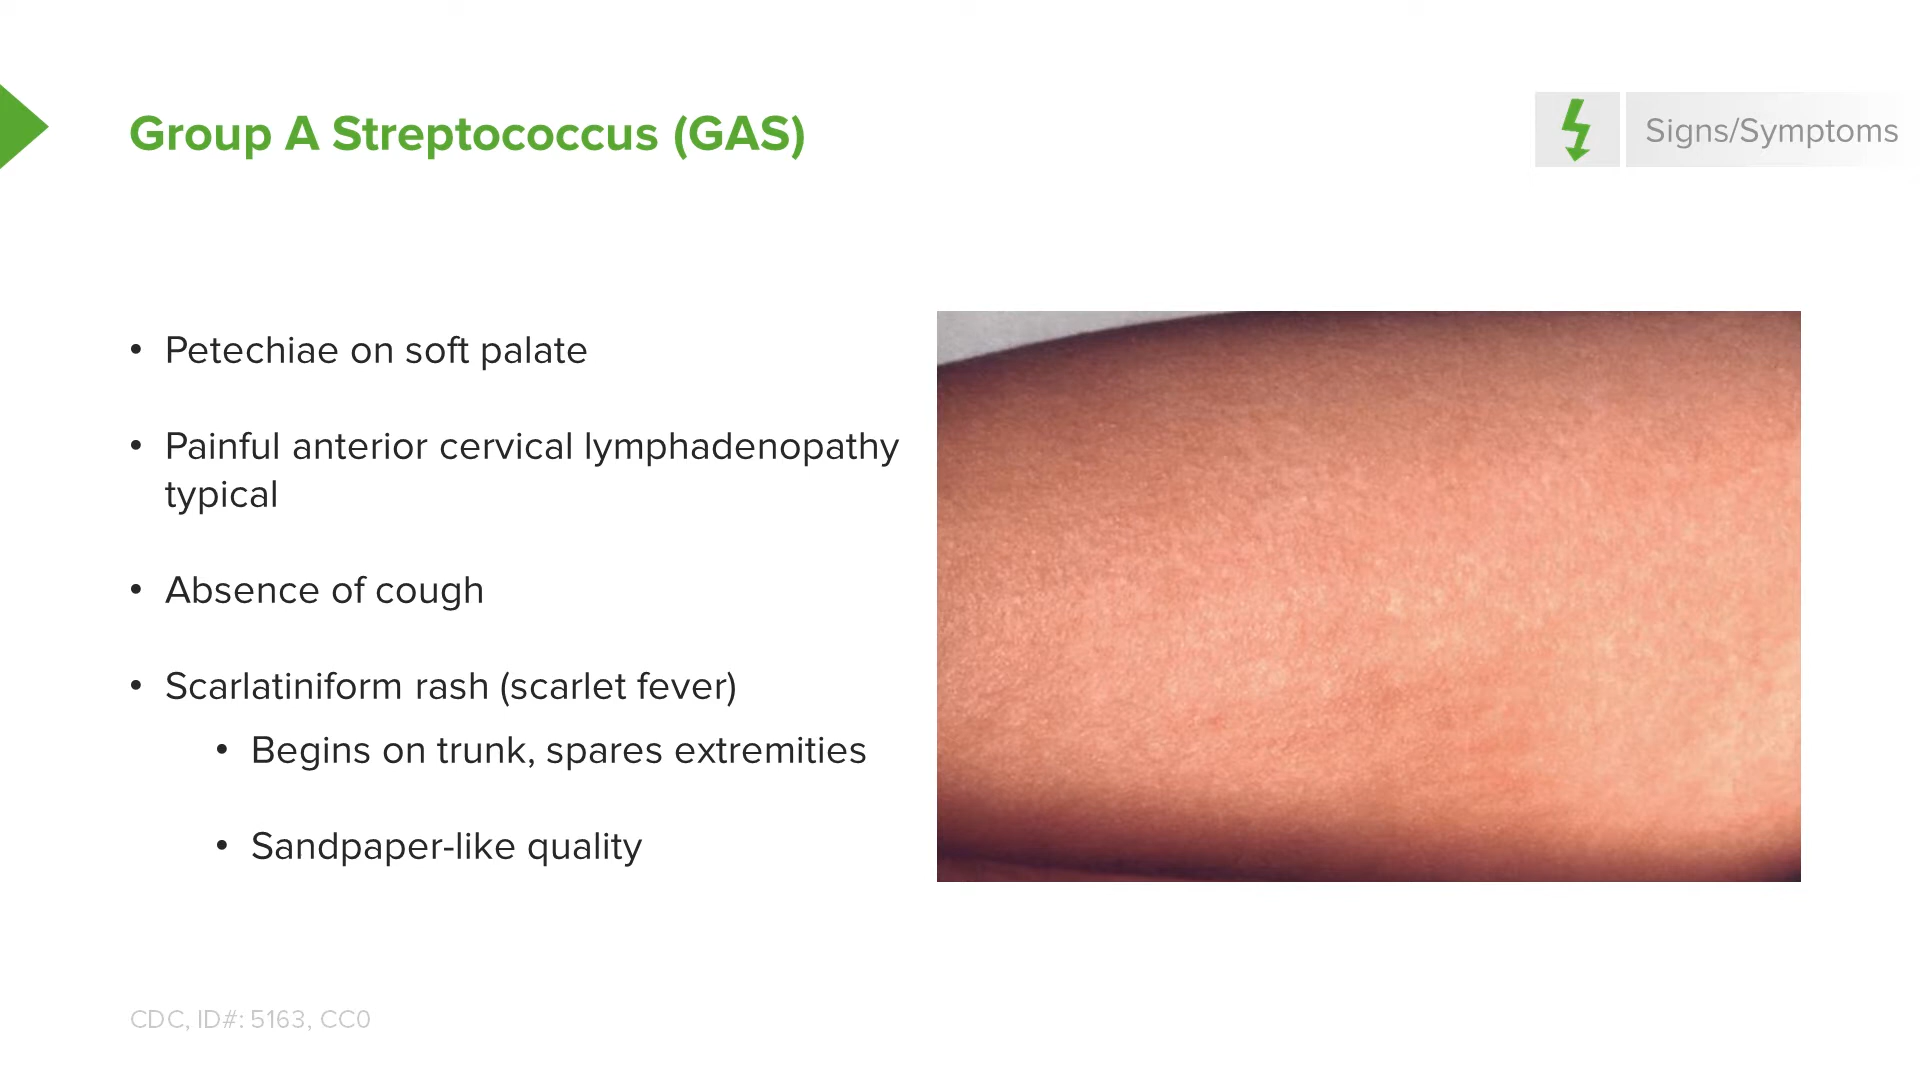 Group A Streptococcus (GAS)
Signs/Symptoms
• Petechiae on soft palate
• Painful anterior cervical lymphadenopathy
typical
• Absence of cough
• Scarlatiniform rash (scarlet fever)
• Begins on trunk, spares extremities
• Sandpaper-like quality
CDC, ID#: 5163, CC0